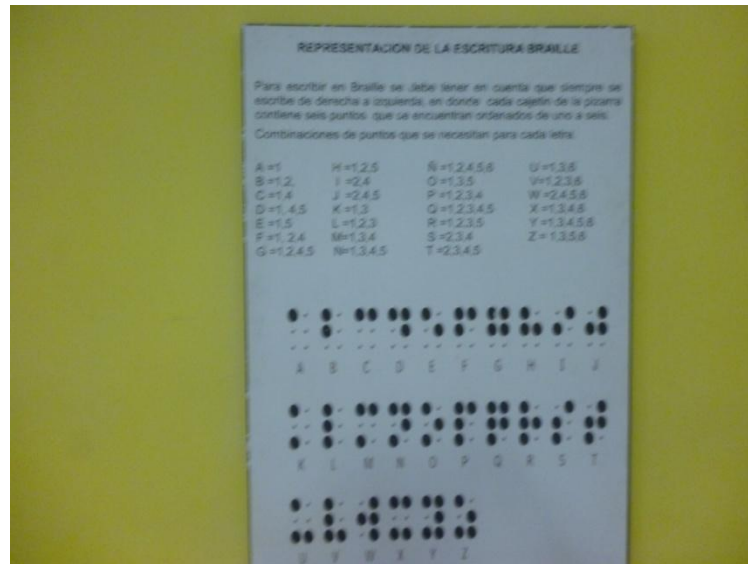 REPRESENTACION DE LA ESCRITURA BRAILLE
Para escribir en Braille se debe tener en cuenta que siempre se
escribe de derecha a izquierda, en donde cada cajetín de la pizarra
contiene seis puntos que se encuentran ordenados de uno a seis.
Combinaciones de puntos que se necesitan para cada letra:
A =1 H =1,2,5 Ñ =1,2,4,5,6 U =1,3,6
B =1,2, I =2,4 O =1,3,5 V=1,2,3,6
C =1,4 J =2,4,5 P =1,2,3,4 W =2,4,5,6
D =1, 4,5 K =1,3 Q =1,2,3,4,5 X =1,3,4,6
E =1,5 L =1,2,3 R =1,2,3,5 Y =1,3,4,5,6
F =1, 2,4 M=1,3,4 S =2,3,4 Z = 1,3,5,6
G =1,2,4,5 N=1,3,4,5 T =2,3,4,5
A B C D E F G H I J
K L M N O P Q R S T
U V W X Y Z